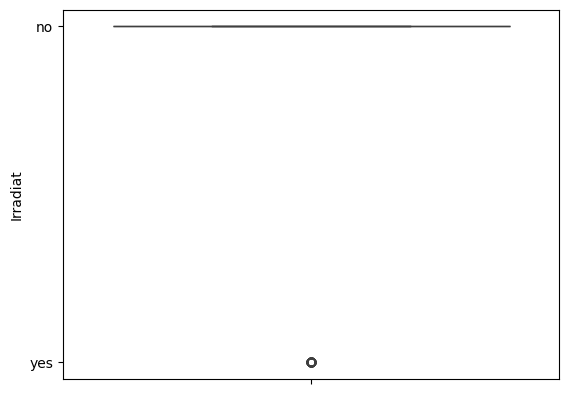 no
Irradiat
yes